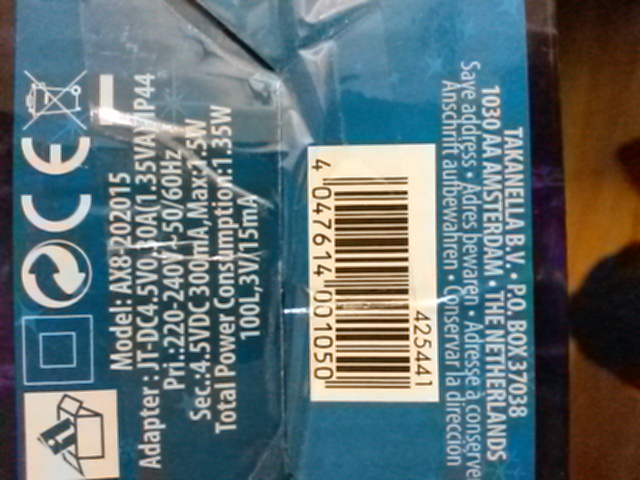 Model: AX8-202015
Adapter: JT-DC4.5V0.30A(1.35VA) IP44
Pri.:220-240V~50/60Hz
Sec.:4.5VDC 300mA,Max:1.5W
Total Power Consumption:1.35W
100L,3V/15mA
4 047614 001050
425441
TAKANELLA B.V. • P.O. BOX 37038
1030 AA AMSTERDAM • THE NETHERLANDS
Save address • Adres bewaren • Adresse à conserve
Anschrift aufbewahren • Conservar la dirección
CE